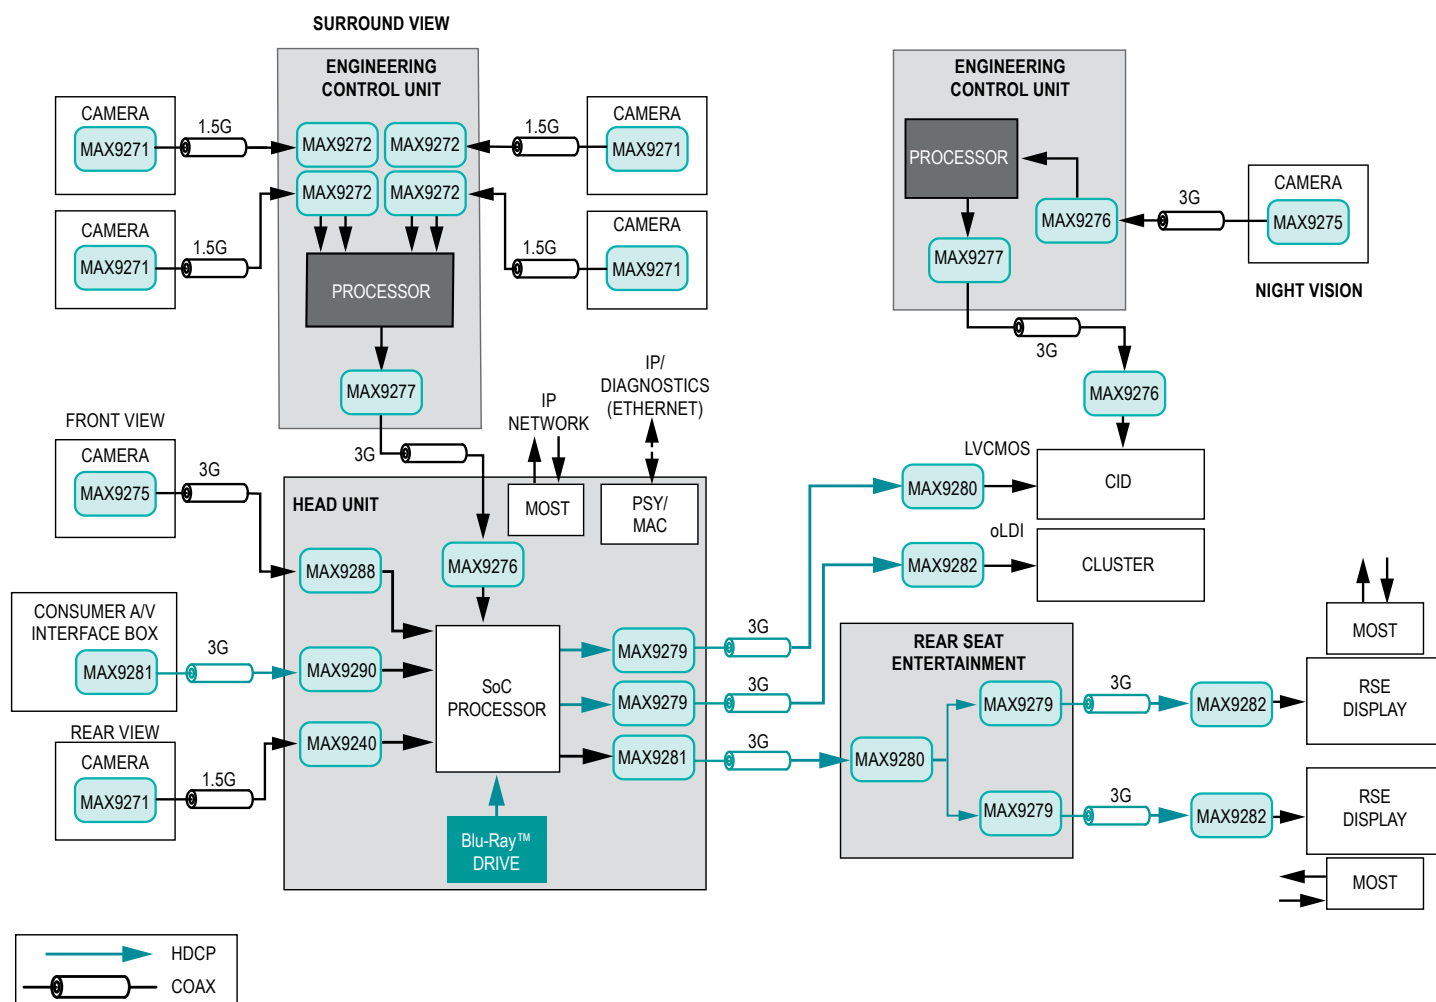 SURROUND VIEW
ENGINEERING
CONTROL UNIT
CAMERA
MAX9271
1.5G
MAX9272
MAX9272
1.5G
CAMERA
MAX9271
MAX9272
MAX9272
CAMERA
MAX9271
1.5G
1.5G
CAMERA
MAX9271
PROCESSOR
MAX9277
3G
ENGINEERING
CONTROL UNIT
PROCESSOR
MAX9276
MAX9277
3G
CAMERA
MAX9275
NIGHT VISION
3G
MAX9276
IP
NETWORK
IP/
DIAGNOSTICS
(ETHERNET)
FRONT VIEW
CAMERA
MAX9275
3G
HEAD UNIT
MOST
PSY/
MAC
MAX9288
MAX9276
LVCMOS
MAX9280
CID
oLDI
MAX9282
CLUSTER
CONSUMER A/V
INTERFACE BOX
MAX9281
3G
MAX9290
SoC
PROCESSOR
MAX9279
3G
MAX9279
3G
REAR VIEW
CAMERA
MAX9271
1.5G
MAX9240
MAX9281
3G
Blu-Ray™
DRIVE
REAR SEAT
ENTERTAINMENT
MAX9280
MAX9279
3G
MAX9282
MOST
RSE
DISPLAY
MAX9279
3G
MAX9282
RSE
DISPLAY
MOST
HDCP
COAX